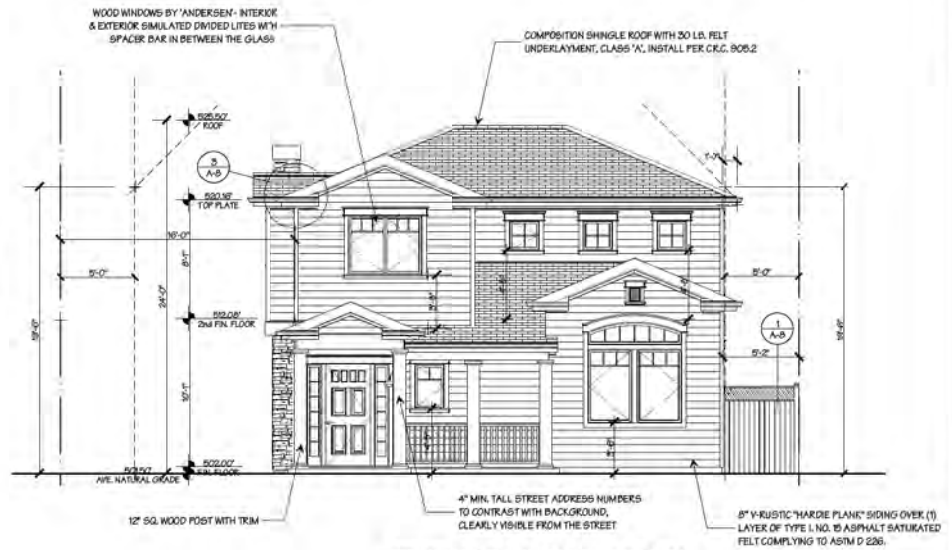 WOOD WINDOWS BY 'ANDERSEN'- INTERIOR
& EXTERIOR SIMULATED DIVIDED LITES WITH
SPACER BAR IN BETWEEN THE GLASS
COMPOSITION SHINGLE ROOF WITH 30 LB. FELT
UNDERLAYMENT, CLASS 'A', INSTALL PER C.R.C. 905.2
525.50'
ROOF
3
A-8
520.16'
TOP PLATE
16'-0"
8'-1"
5'-0"
24'-0"
512.08'
2nd FIN. FLOOR
10'-1"
502.00'
FIN. FLOOR
501.50'
AVE. NATURAL GRADE
5'-0"
1
A-8
5'-2"
12" SQ. WOOD POST WITH TRIM
4" MIN. TALL STREET ADDRESS NUMBERS
TO CONTRAST WITH BACKGROUND,
CLEARLY VISIBLE FROM THE STREET
8" V-RUSTIC "HARDIE PLANK" SIDING OVER (1)
LAYER OF TYPE I, NO. 15 ASPHALT SATURATED
FELT COMPLYING TO ASTM D 226.